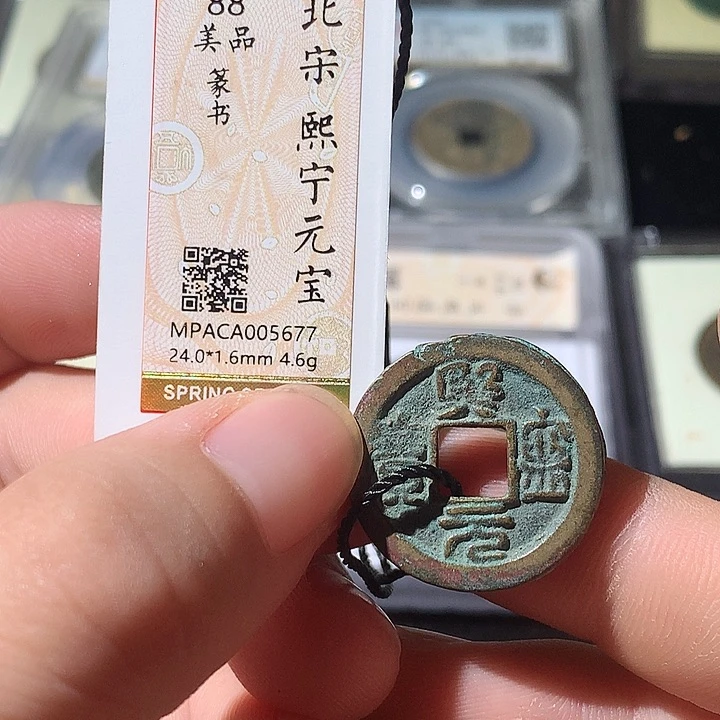 88
美品
篆书
北宋 熙宁元宝
MPACA005677
24.0*1.6mm 4.6g
SPRING
熙
寧
元